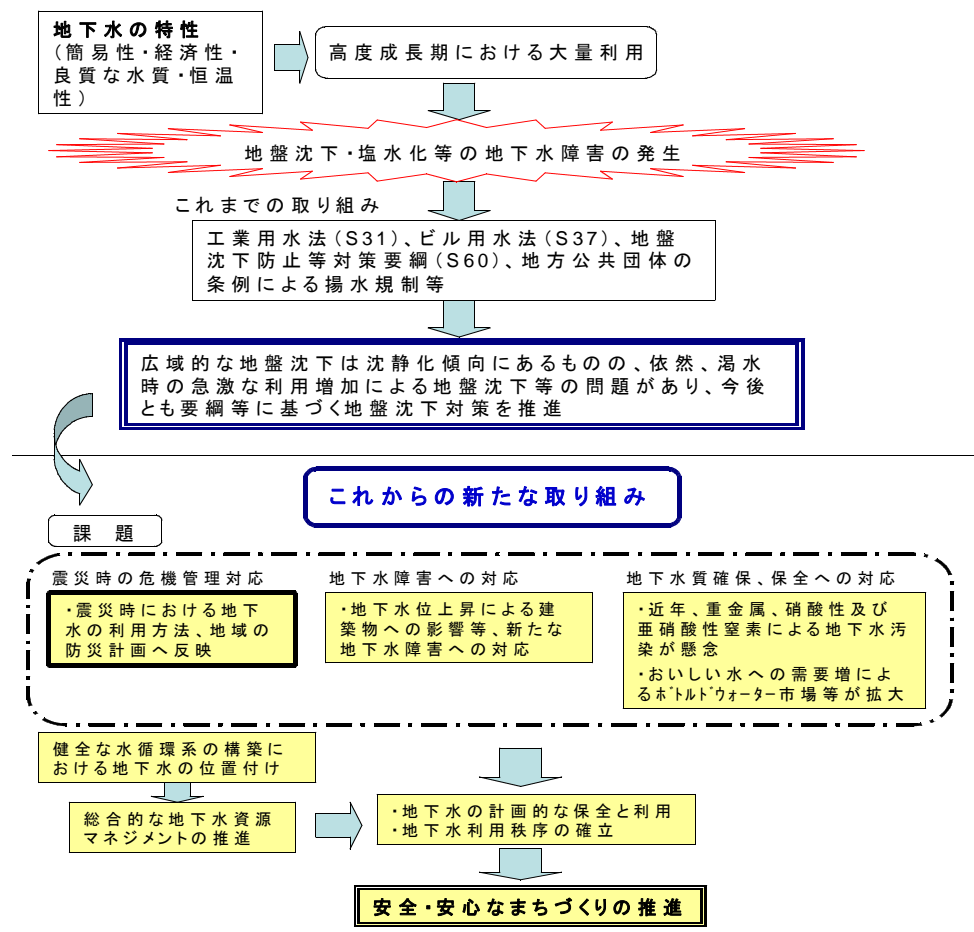 地下水の特性
(簡易性・経済性・
良質な水質・恒温
性)
高度成長期における大量利用
地盤沈下・塩水化等の地下水障害の発生
これまでの取り組み
工業用水法(S31)、ビル用水法(S37)、地盤
沈下防止等対策要綱(S60)、地方公共団体の
条例による揚水規制等
広域的な地盤沈下は沈静化傾向にあるものの、依然、渇水
時の急激な利用増加による地盤沈下等の問題があり、今後
とも要綱等に基づく地盤沈下対策を推進
これからの新たな取り組み
課 題
震災時の危機管理対応
・震災時における地下
水の利用方法、地域の
防災計画へ反映
地下水障害への対応
・地下水位上昇による建
築物への影響等、新たな
地下水障害への対応
地下水質確保、保全への対応
・近年、重金属、硝酸性及び
亜硝酸性窒素による地下水汚
染が懸念
・おいしい水への需要増によ
るボトルドウォーター市場等が拡大
健全な水循環系の構築に
おける地下水の位置付け
総合的な地下水資源
マネジメントの推進
・地下水の計画的な保全と利用
・地下水利用秩序の確立
安全・安心なまちづくりの推進